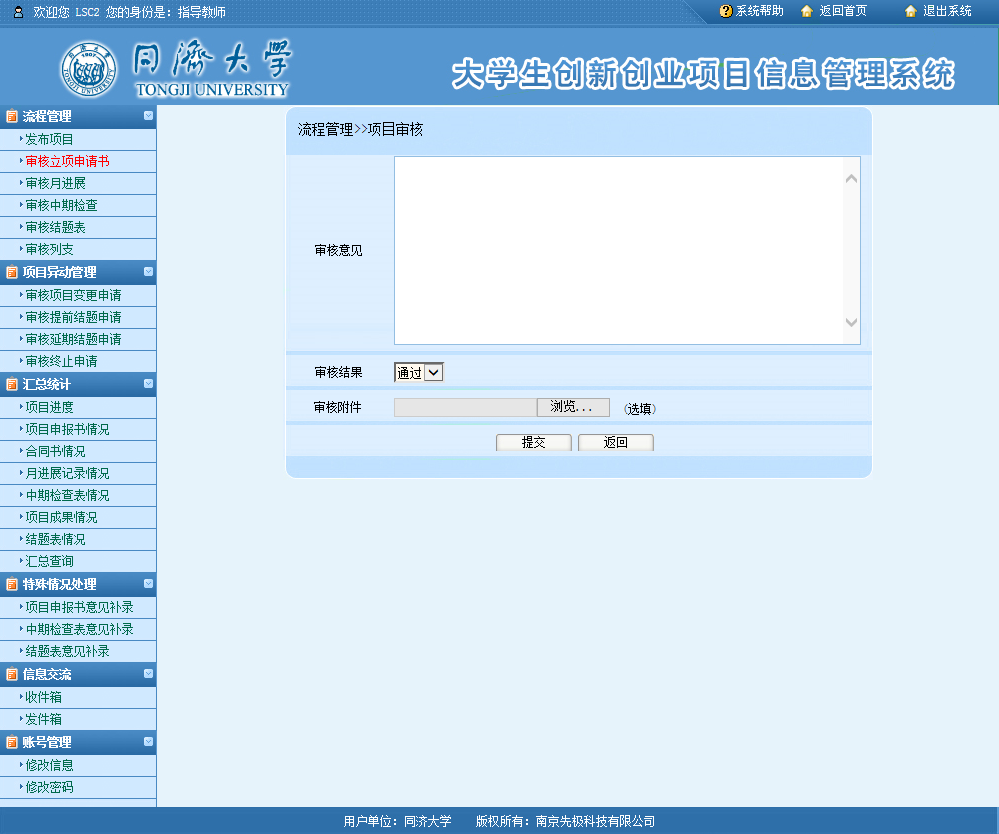 欢迎您 LSC2 您的身份是：指导教师
系统帮助 返回首页 退出系统
同济大学
TONGJI UNIVERSITY
大学生创新创业项目信息管理系统
流程管理
发布项目
审核立项申请书
审核月进展
审核中期检查
审核结题表
审核列支
项目异动管理
审核项目变更申请
审核提前结题申请
审核延期结题申请
审核终止申请
汇总统计
项目进度
项目申报书情况
合同书情况
月进展记录情况
中期检查表情况
项目成果情况
结题表情况
汇总查询
特殊情况处理
项目申报书意见补录
中期检查表意见补录
结题表意见补录
信息交流
收件箱
发件箱
账号管理
修改信息
修改密码
流程管理>>项目审核
审核意见
审核结果 通过
审核附件 浏览... (选填)
提交 返回
用户单位：同济大学 版权所有：南京先极科技有限公司